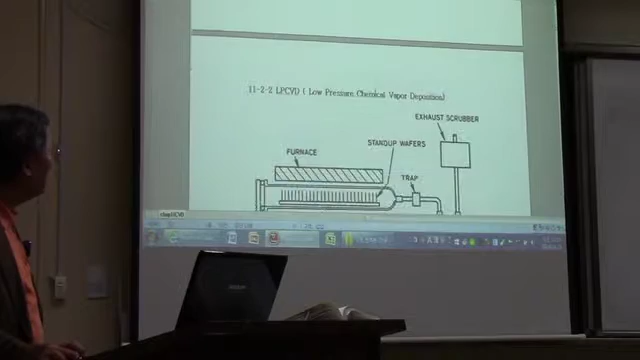 11-2-2 LPCVD ( Low Pressure Chemical Vapor Deposition)
EXHAUST SCRUBBER
STANDUP WAFERS
FURNACE
TRAP